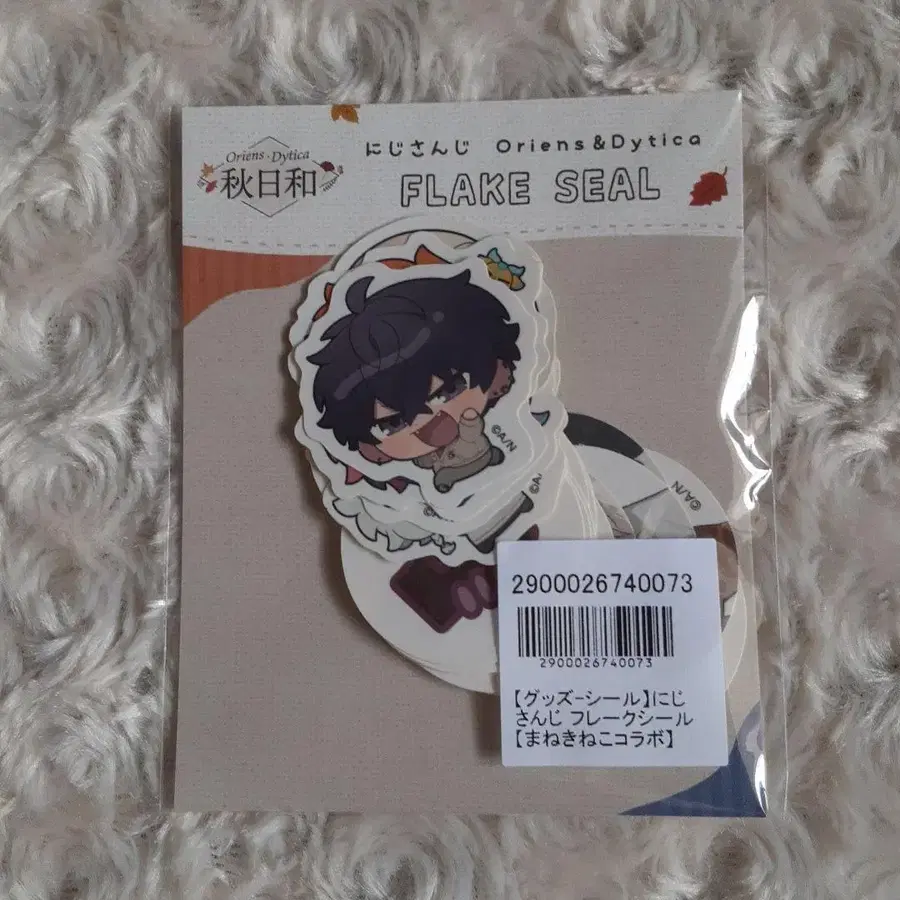 Oriens・Dytica
秋日和
にじさんじ Oriens&Dytica
FLAKE SEAL
©A/N
©A/N
2900026740073
2900026740073
【グッズ-シール】にじ
さんじ フレークシール
【まねきねこコラボ】